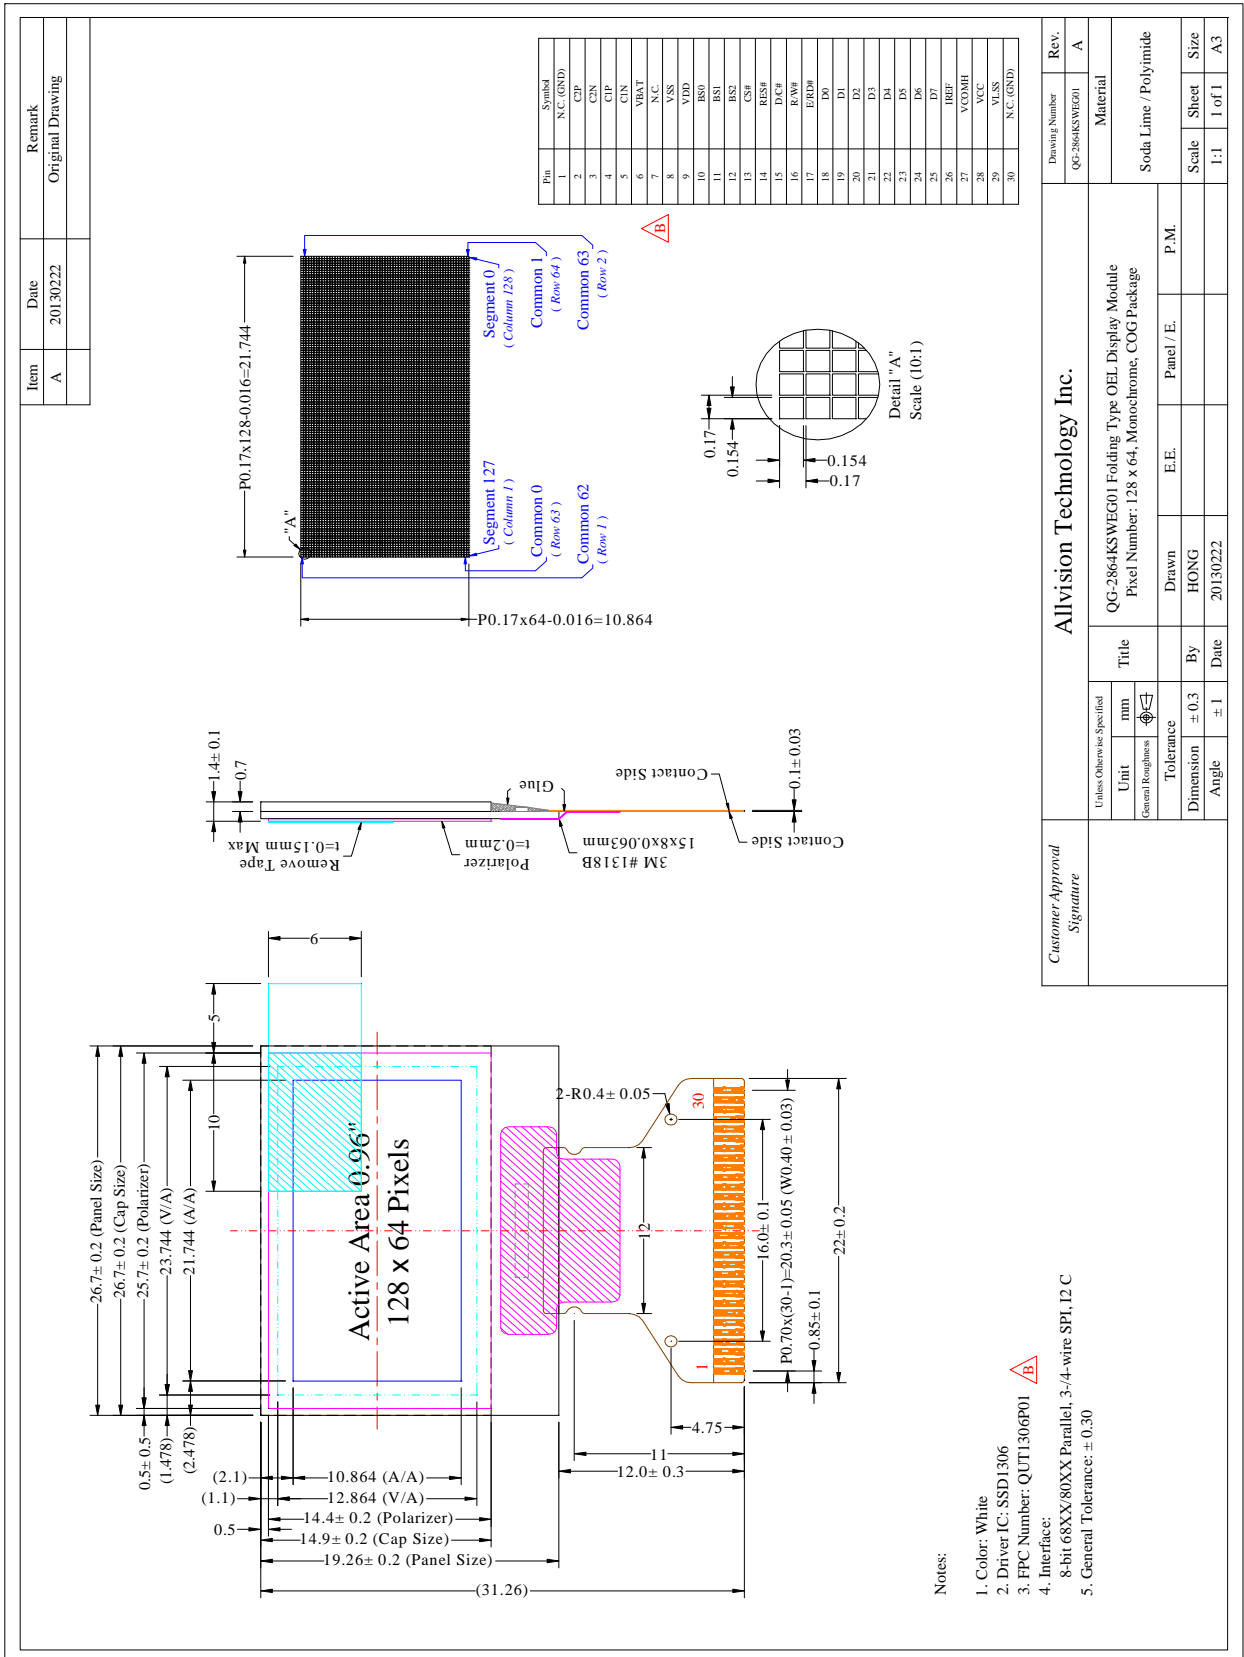 Item Date Remark
A 20130222 Original Drawing
26.7± 0.2 (Panel Size)
26.7± 0.2 (Cap Size)
25.7± 0.2 (Polarizer)
23.744 (V/A)
21.744 (A/A)
0.5± 0.5
(1.478)
(2.478)
10
5
6
(2.1)
10.864 (A/A)
(1.1)
12.864 (V/A)
0.5
14.4± 0.2 (Polarizer)
14.9± 0.2 (Cap Size)
19.26± 0.2 (Panel Size)
(31.26)
Active Area 0.96"
128 x 64 Pixels
2-R0.4± 0.05
12
1
30
16.0± 0.1
P0.70x(30-1)=20.3± 0.05 (W0.40 ± 0.03)
0.85± 0.1
22± 0.2
4.75
11
12.0± 0.3
1.4± 0.1
0.7
Remove Tape
t=0.15mm Max
Polarizer
t=0.2mm
3M #1318B
15x8x0.063mm
Glue
Contact Side
Contact Side
0.1± 0.03
P0.17x128-0.016=21.744
"A"
P0.17x64-0.016=10.864
Segment 127
( Column 1 )
Common 0
( Row 63 )
Common 62
( Row 1 )
Segment 0
( Column 128 )
Common 1
( Row 64 )
Common 63
( Row 2 )
0.17
0.154
0.154
0.17
Detail "A"
Scale (10:1)
B
Pin Symbol
1 N.C. (GND)
2 C2P
3 C2N
4 C1P
5 C1N
6 VBAT
7 N.C.
8 VSS
9 VDD
10 BS0
11 BS1
12 BS2
13 CS#
14 RES#
15 D/C#
16 R/W#
17 E/RD#
18 D0
19 D1
20 D2
21 D3
22 D4
23 D5
24 D6
25 D7
26 IREF
27 VCOMH
28 VCC
29 VLSS
30 N.C. (GND)
Notes:
1. Color: White
2. Driver IC: SSD1306
3. FPC Number: QUT1306P01
B
4. Interface:
8-bit 68XX/80XX Parallel, 3-/4-wire SPI, I2C
5. General Tolerance: ± 0.30
Customer Approval
Signature
Allvision Technology Inc.
Drawing Number Rev.
QG-2864KSWEG01 A
Unless Otherwise Specified
Unit mm
General Roughness
Tolerance
Dimension ± 0.3
Angle ± 1
Title
QG-2864KSWEG01 Folding Type OEL Display Module
Pixel Number: 128 x 64, Monochrome, COG Package
Material
Soda Lime / Polyimide
Drawn E.E. Panel / E. P.M.
By HONG
Date 20130222
Scale Sheet Size
1:1 1 of 1 A3